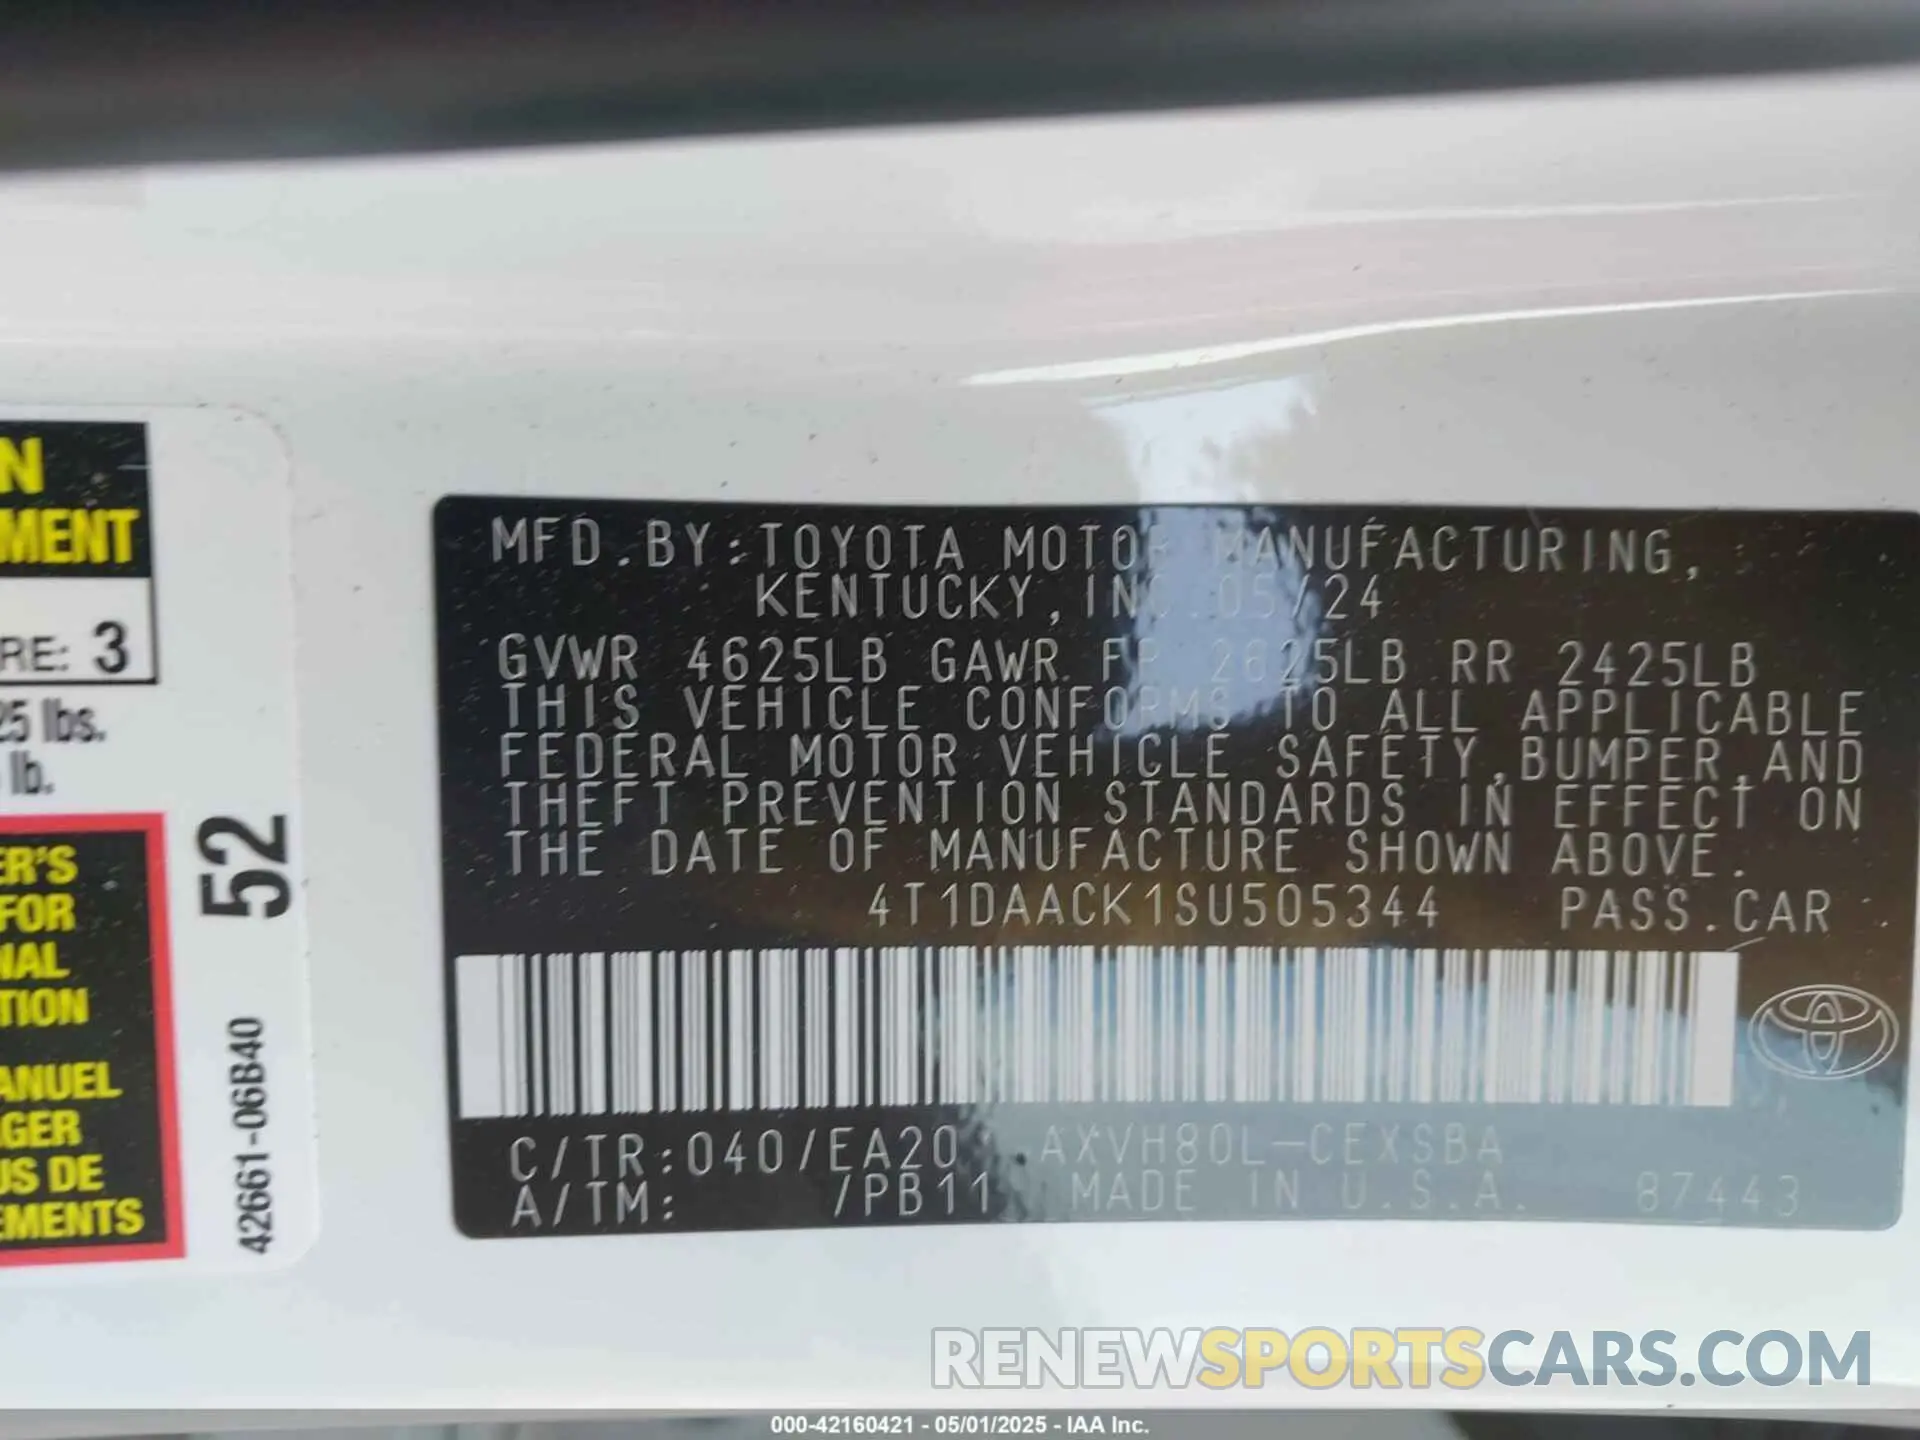 N
MENT
RE: 3
25 lbs.
lb.
ER'S
FOR
NAL
TION
ANUEL
GER
US DE
EMENTS
52
42661-06B40
MFD.BY:TOYOTA MOTOR MANUFACTURING,
KENTUCKY,INC.05/24
GVWR 4625LB GAWR FR 2625LB RR 2425LB
THIS VEHICLE CONFORMS TO ALL APPLICABLE
FEDERAL MOTOR VEHICLE SAFETY,BUMPER,AND
THEFT PREVENTION STANDARDS IN EFFECT ON
THE DATE OF MANUFACTURE SHOWN ABOVE.
4T1DAACK1SU505344 PASS.CAR
C/TR:040/EA20 AXVH80L-CEXSBA
A/TM: /PB11 MADE IN U.S.A. 87443
RENEWSPORTSCARS.COM
000-42160421 - 05/01/2025 - IAA Inc.